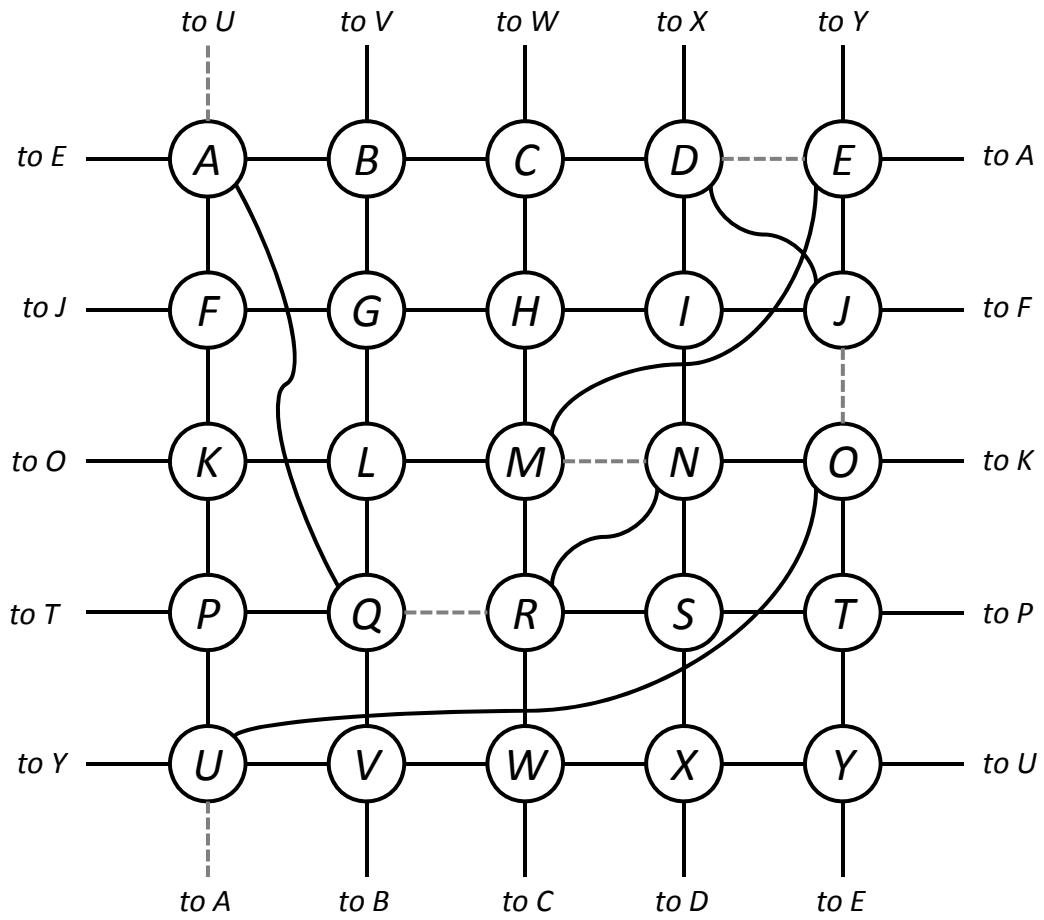 to U to V to W to X to Y
to E A B C D E to A
to J F G H I J to F
to O K L M N O to K
to T P Q R S T to P
to Y U V W X Y to U
to A to B to C to D to E